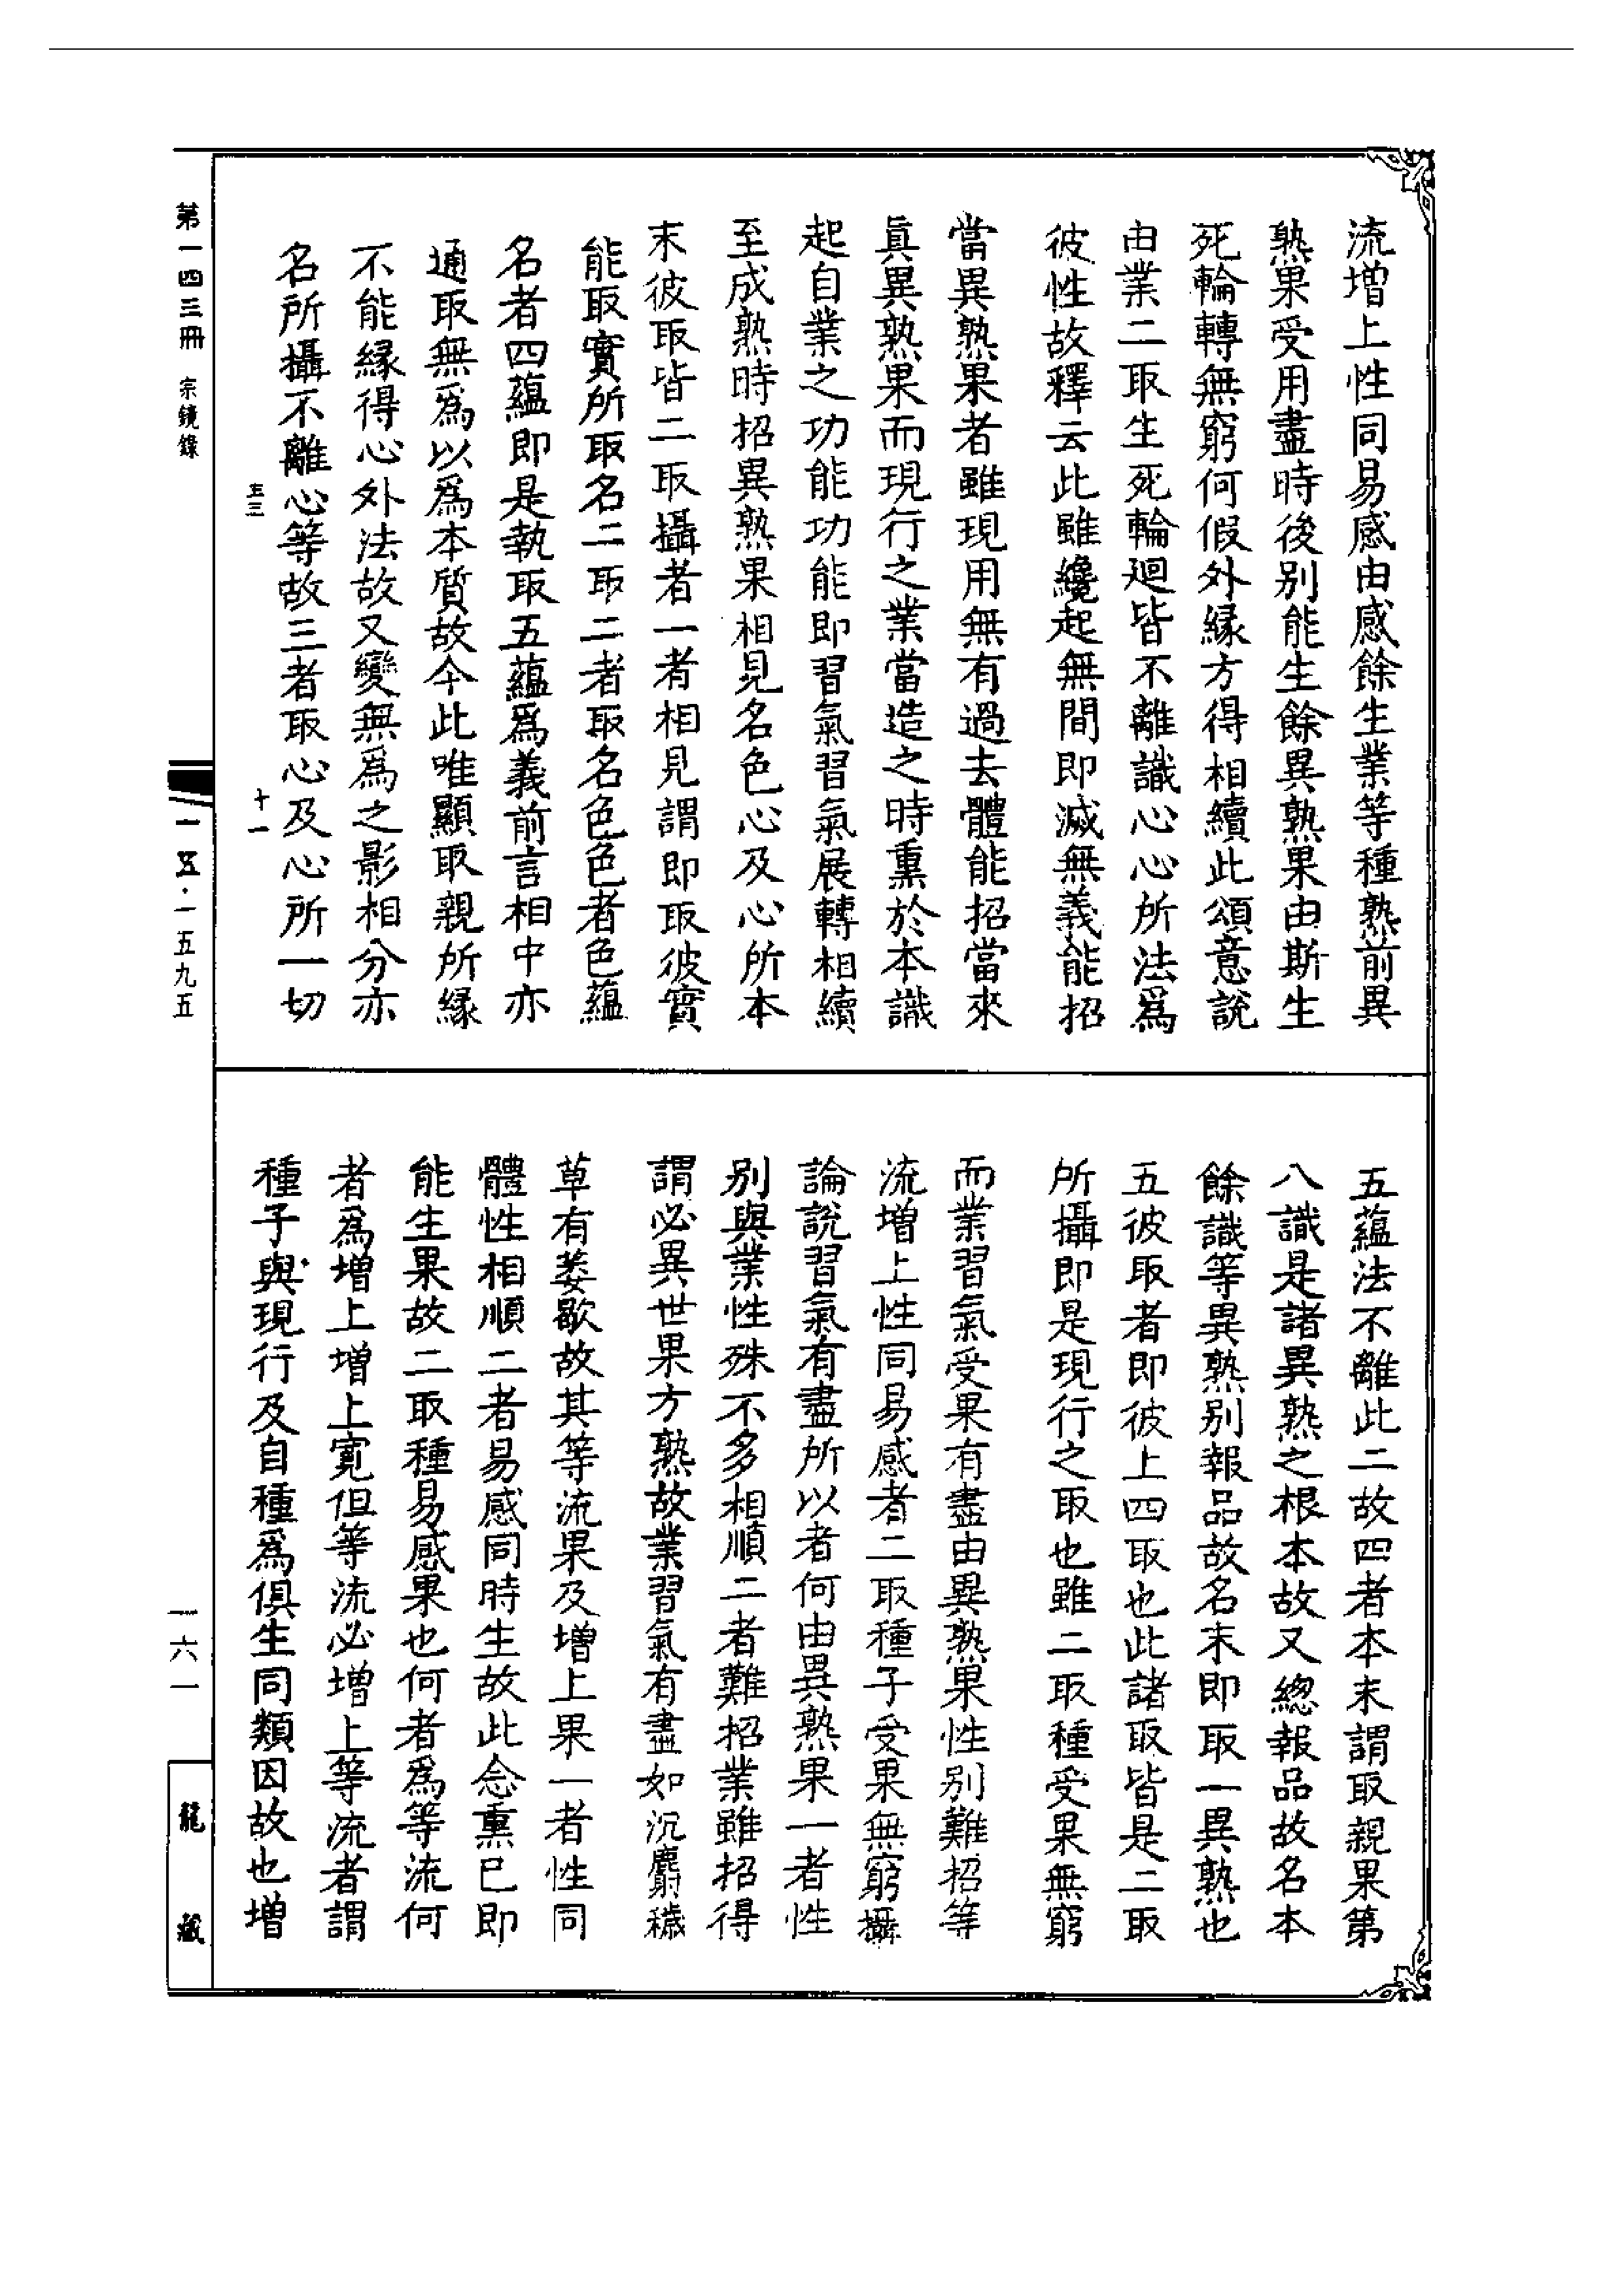 流增上性同易感由感餘生業等種熟前異
熟果受用盡時後別能生餘異熟果由斯生
死輪轉無窮何假外緣方得相續此頌意說
由業二取生死輪迴皆不離識心心所法爲
彼性故釋云此雖纔起無間即滅無義能招
當異熟果者雖現用無有過去體能招當來
眞異熟果而現行之業當造之時熏於本識
起自業之功能功能即習氣習氣展轉相續
至成熟時招異熟果相見名色心及心所本
末彼取皆二取攝者一者相見謂即取彼實
能取實所取名二取二者取名色色者色蘊
名者四蘊即是執取五蘊爲義前言相中亦
通取無爲以爲本質故今此唯顯取親所緣
不能緣得心外法故又變無爲之影相分亦
名所攝不離心等故三者取心及心所一切
五蘊法不離此二故四者本末謂取親果第
八識是諸異熟之根本故又總報品故名本
餘識等異熟別報品故名末即取一異熟也
五彼取者即彼上四取也此諸取皆是二取
所攝即是現行之取也雖二取種受果無窮
而業習氣受果有盡由異熟果性別難招等
流增上性同易感者二取種子受果無窮攝
論說習氣有盡所以者何由異熟果一者性
別與業性殊不多相順二者難招業雖招得
謂必異世果方熟故業習氣有盡如沉麝穢
草有萎歇故其等流果及增上果一者性同
體性相順二者易感同時生故此念熏已即
能生果故二取種易感果也何者爲等流何
者爲增上增上寬但等流必增上等流者謂
種子與現行及自種爲俱生同類因故也增
第一四三冊 宗鏡錄
五三
十一
一五·一五九五
一六一
龍藏